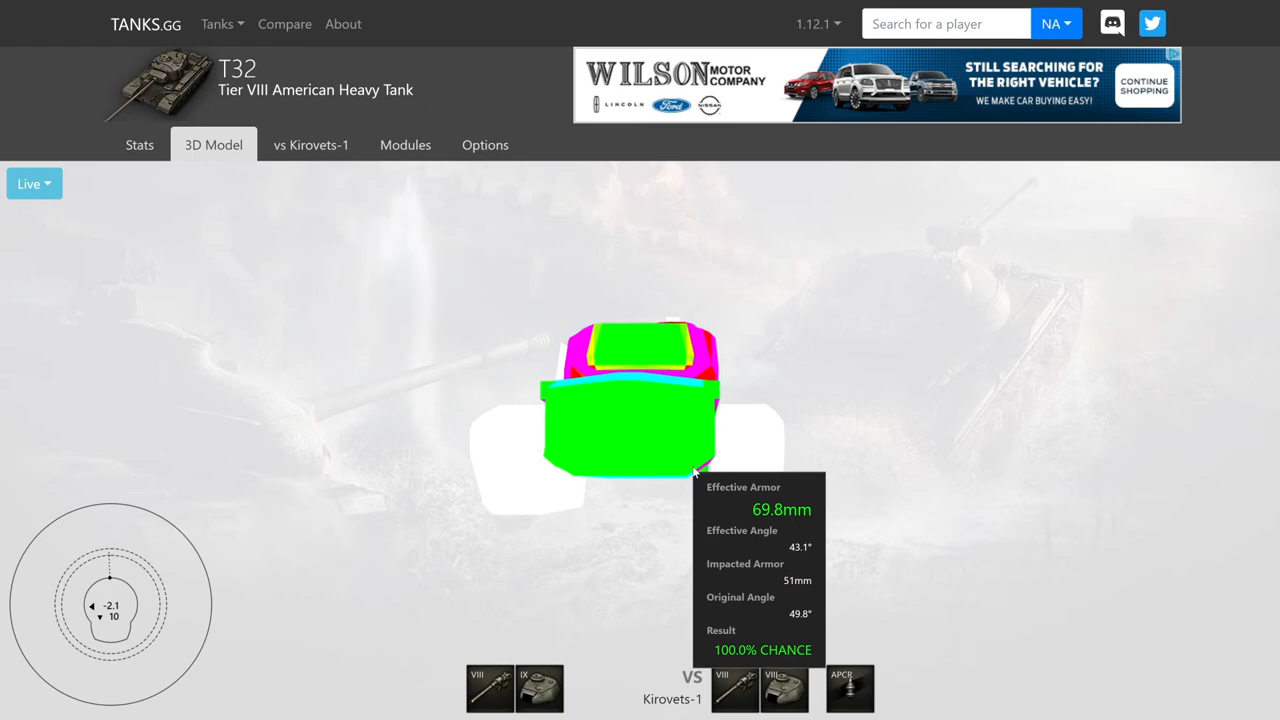 TANKS.GG
Tanks
Compare
About
1.12.1
Search for a player
NA
T32
Tier VIII American Heavy Tank
WILSON MOTOR COMPANY
LINCOLN
Ford
NISSAN
STILL SEARCHING FOR
THE RIGHT VEHICLE?
WE MAKE CAR BUYING EASY!
CONTINUE
SHOPPING
Stats
3D Model
vs Kirovets-1
Modules
Options
Live
Effective Armor
69.8mm
Effective Angle
43.1°
Impacted Armor
51mm
Original Angle
49.8°
Result
100.0% CHANCE
-2.1
10
VIII
IX
VS
Kirovets-1
VIII
VIII
APCR